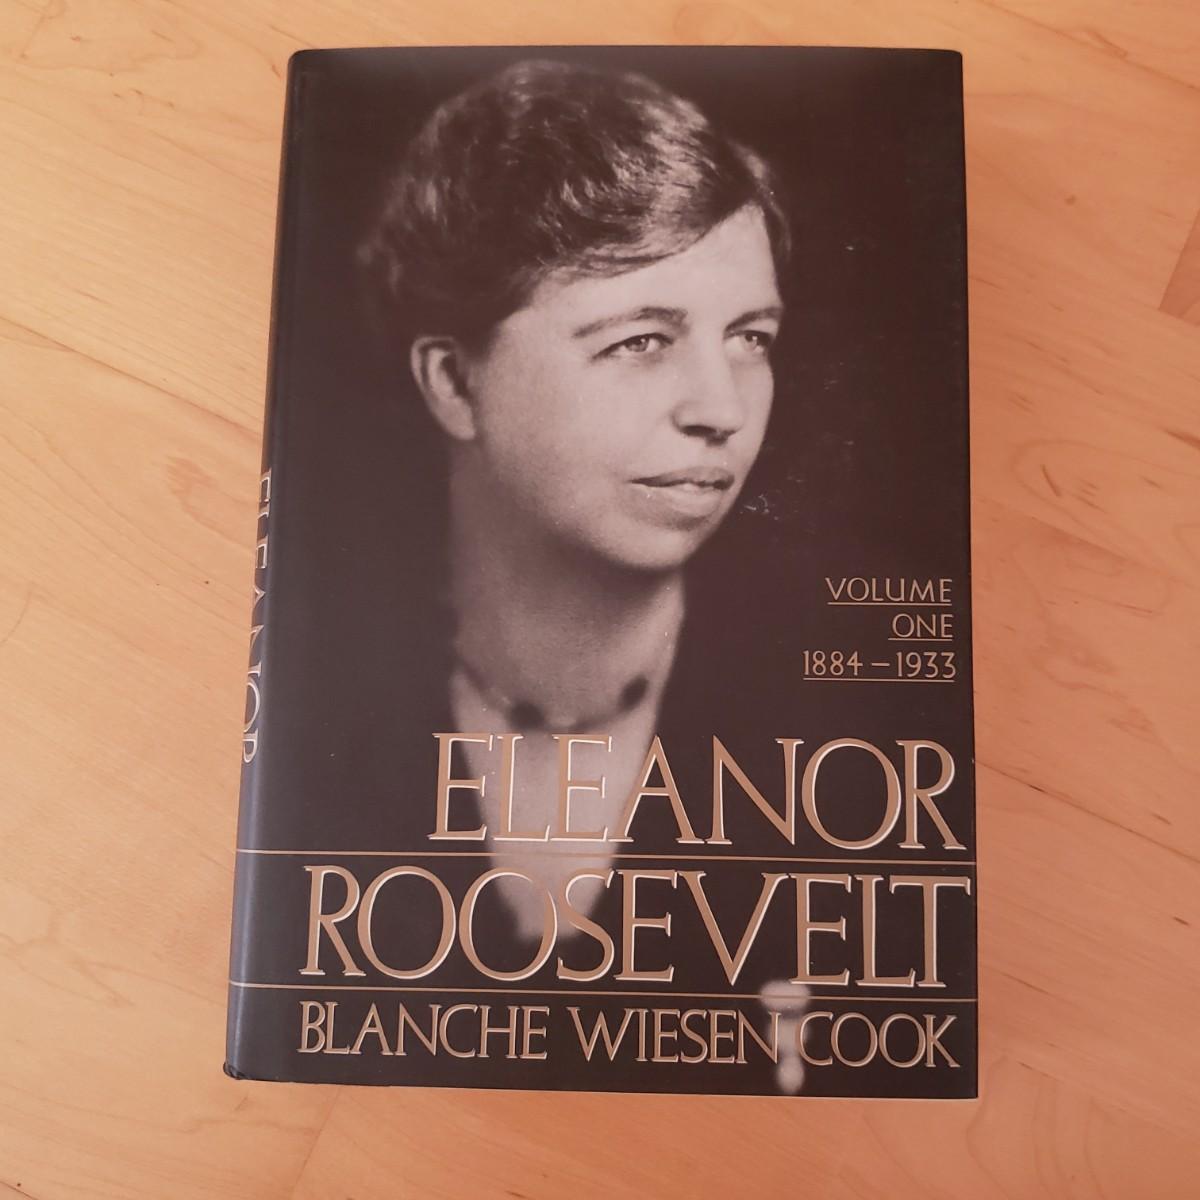 VOLUME
ONE
1884–1933
ELEANOR
ROOSEVELT
BLANCHE WIESEN COOK
ELEANOR